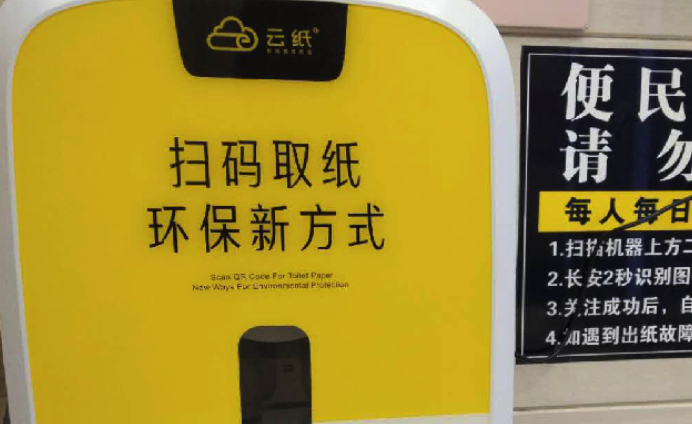 云纸
扫码取纸
环保新方式
Scan QR Code For Toilet Paper
New Ways For Environmental Protection
便民
请勿
每人每日
1.扫描机器上方二
2.长按2秒识别图
3.关注成功后，自
4.如遇到出纸故障